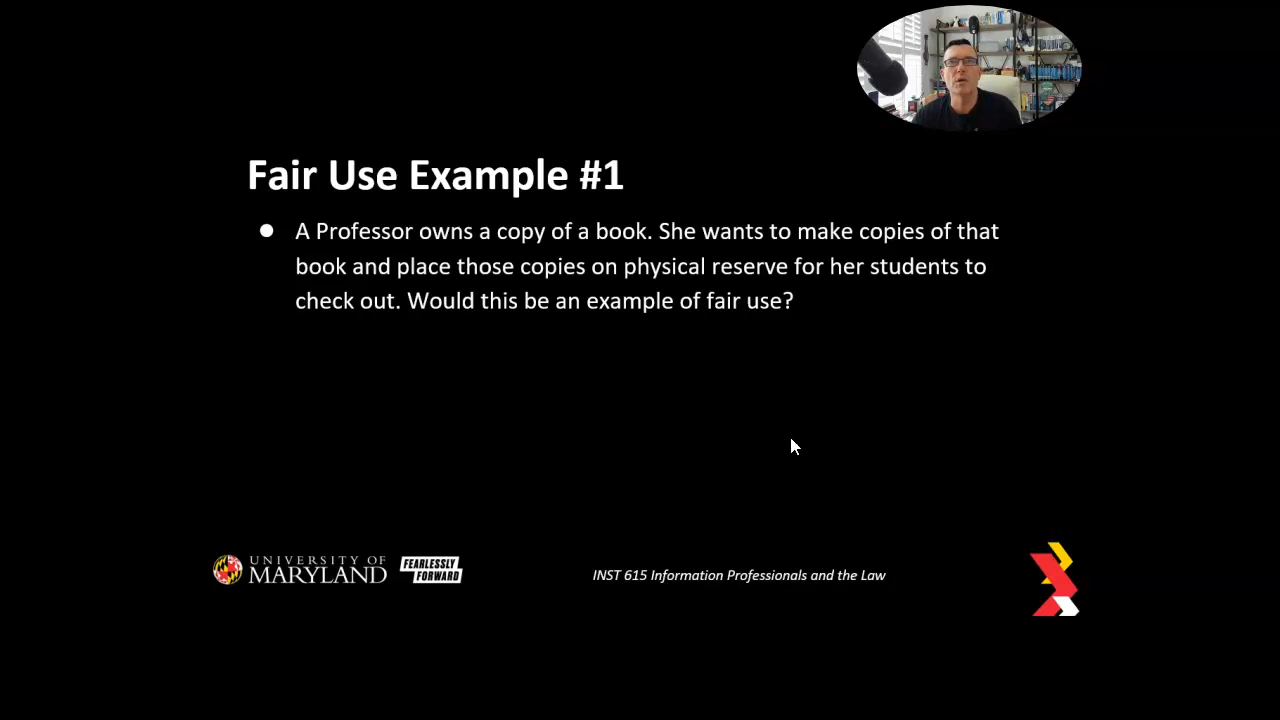 Fair Use Example #1
● A Professor owns a copy of a book. She wants to make copies of that
book and place those copies on physical reserve for her students to
check out. Would this be an example of fair use?
UNIVERSITY OF
MARYLAND
FEARLESSLY
FORWARD
INST 615 Information Professionals and the Law